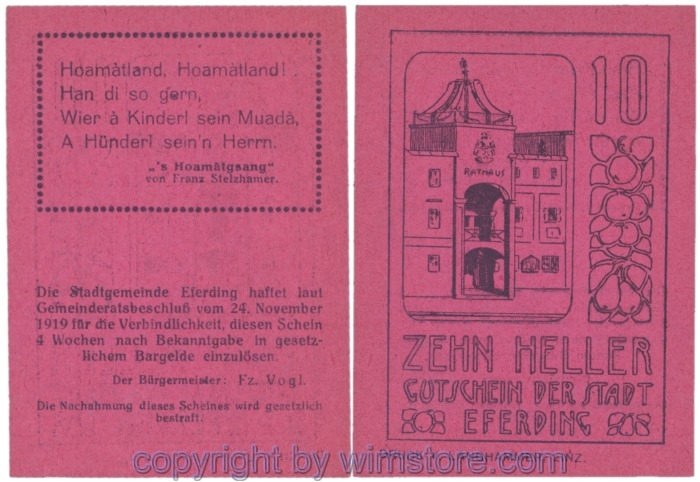 Hoamàtland, Hoamàtland!
Han di so gern,
Wier à Kinderl sein Muadà,
A Hünderl sein'n Herrn.
„'s Hoamàtgsang“
von Franz Stelzhamer.
Die Stadtgemeinde Eferding haftet laut
Gemeinderatsbeschluß vom 24. November
1919 für die Verbindlichkeit, diesen Schein
4 Wochen nach Bekanntgabe in gesetz-
lichem Bargelde einzulösen.
Der Bürgermeister: Fz. Vogl.
Die Nachahmung dieses Scheines wird gesetzlich
bestraft.
10
RATHAUS
ZEHN HELLER
GUTSCHEIN DER STADT
EFERDING
copyright by wimstore.com